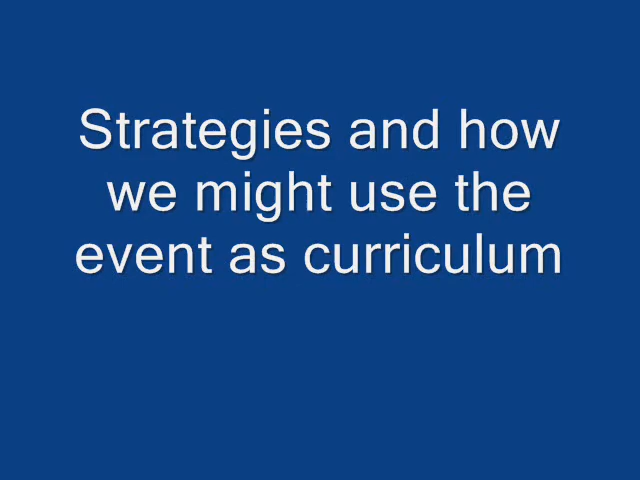 Strategies and how
we might use the
event as curriculum